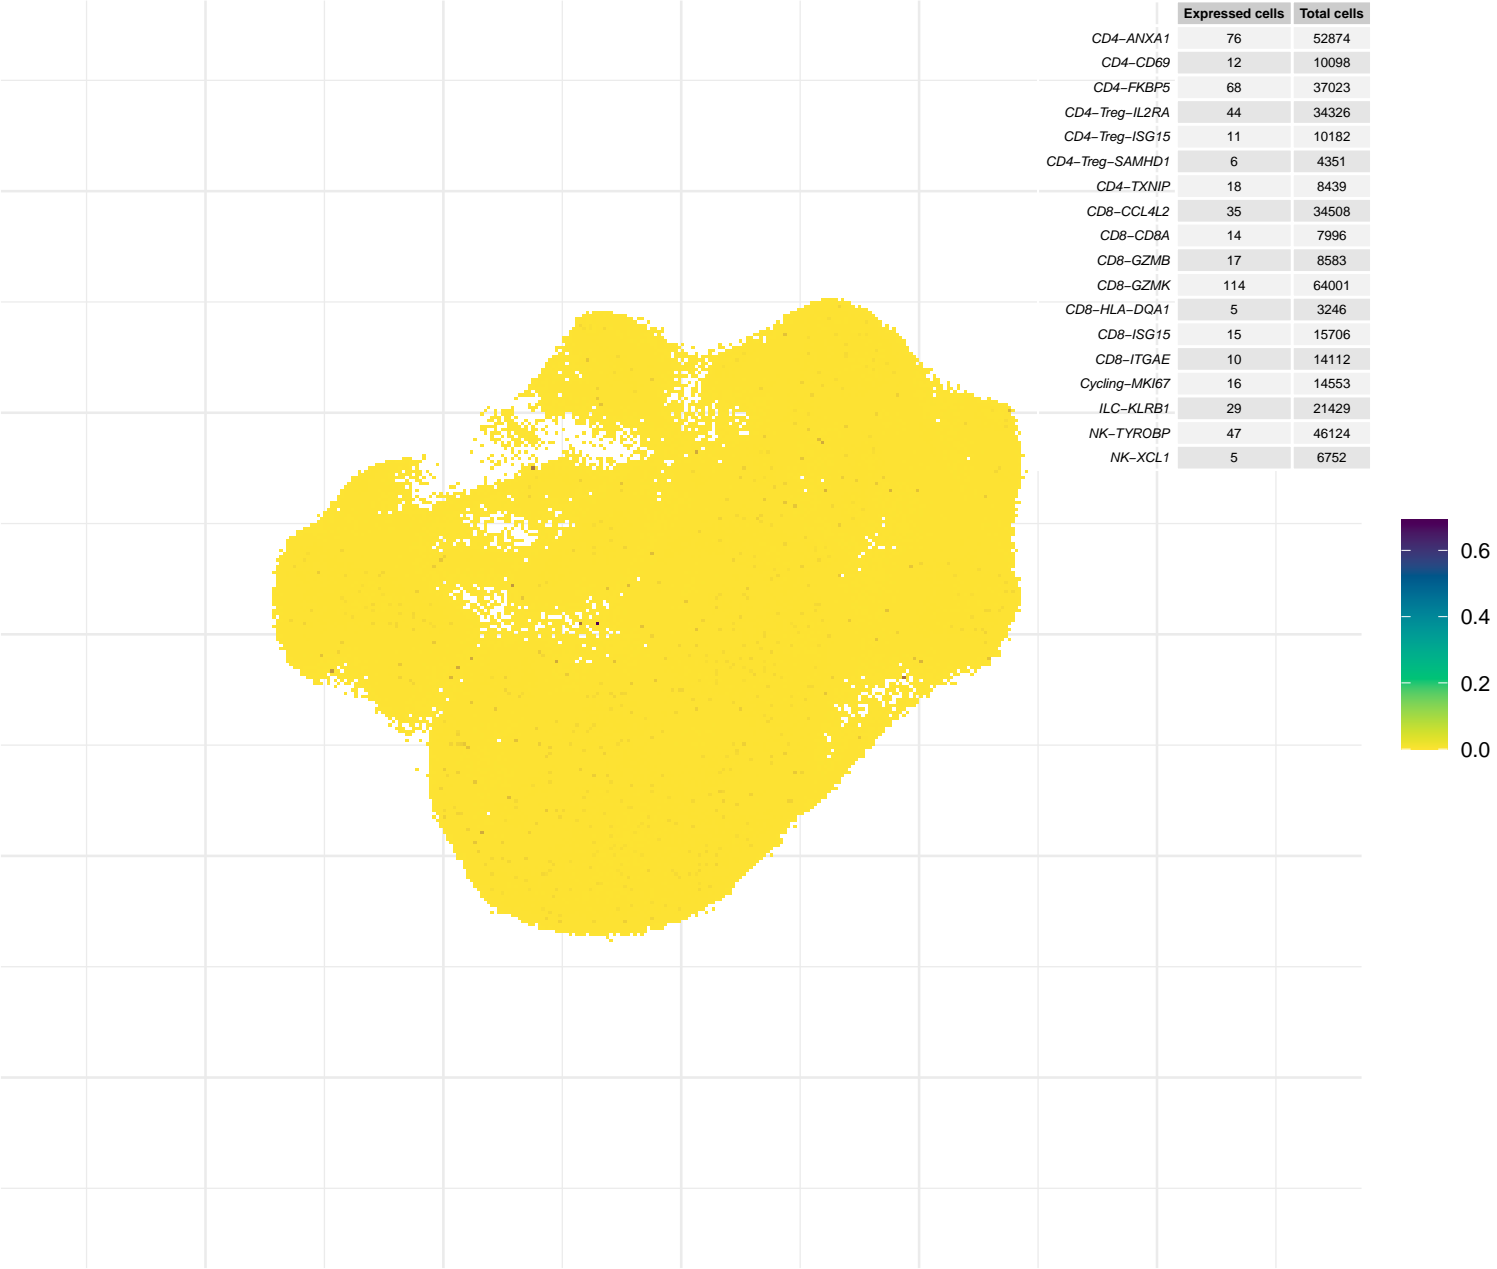 Expressed cells Total cells
CD4−ANXA1 76 52874
CD4−CD69 12 10098
CD4−FKBP5 68 37023
CD4−Treg−IL2RA 44 34326
CD4−Treg−ISG15 11 10182
CD4−Treg−SAMHD1 6 4351
CD4−TXNIP 18 8439
CD8−CCL4L2 35 34508
CD8−CD8A 14 7996
CD8−GZMB 17 8583
CD8−GZMK 114 64001
CD8−HLA−DQA1 5 3246
CD8−ISG15 15 15706
CD8−ITGAE 10 14112
Cycling−MKI67 16 14553
ILC−KLRB1 29 21429
NK−TYROBP 47 46124
NK−XCL1 5 6752
0.6
0.4
0.2
0.0